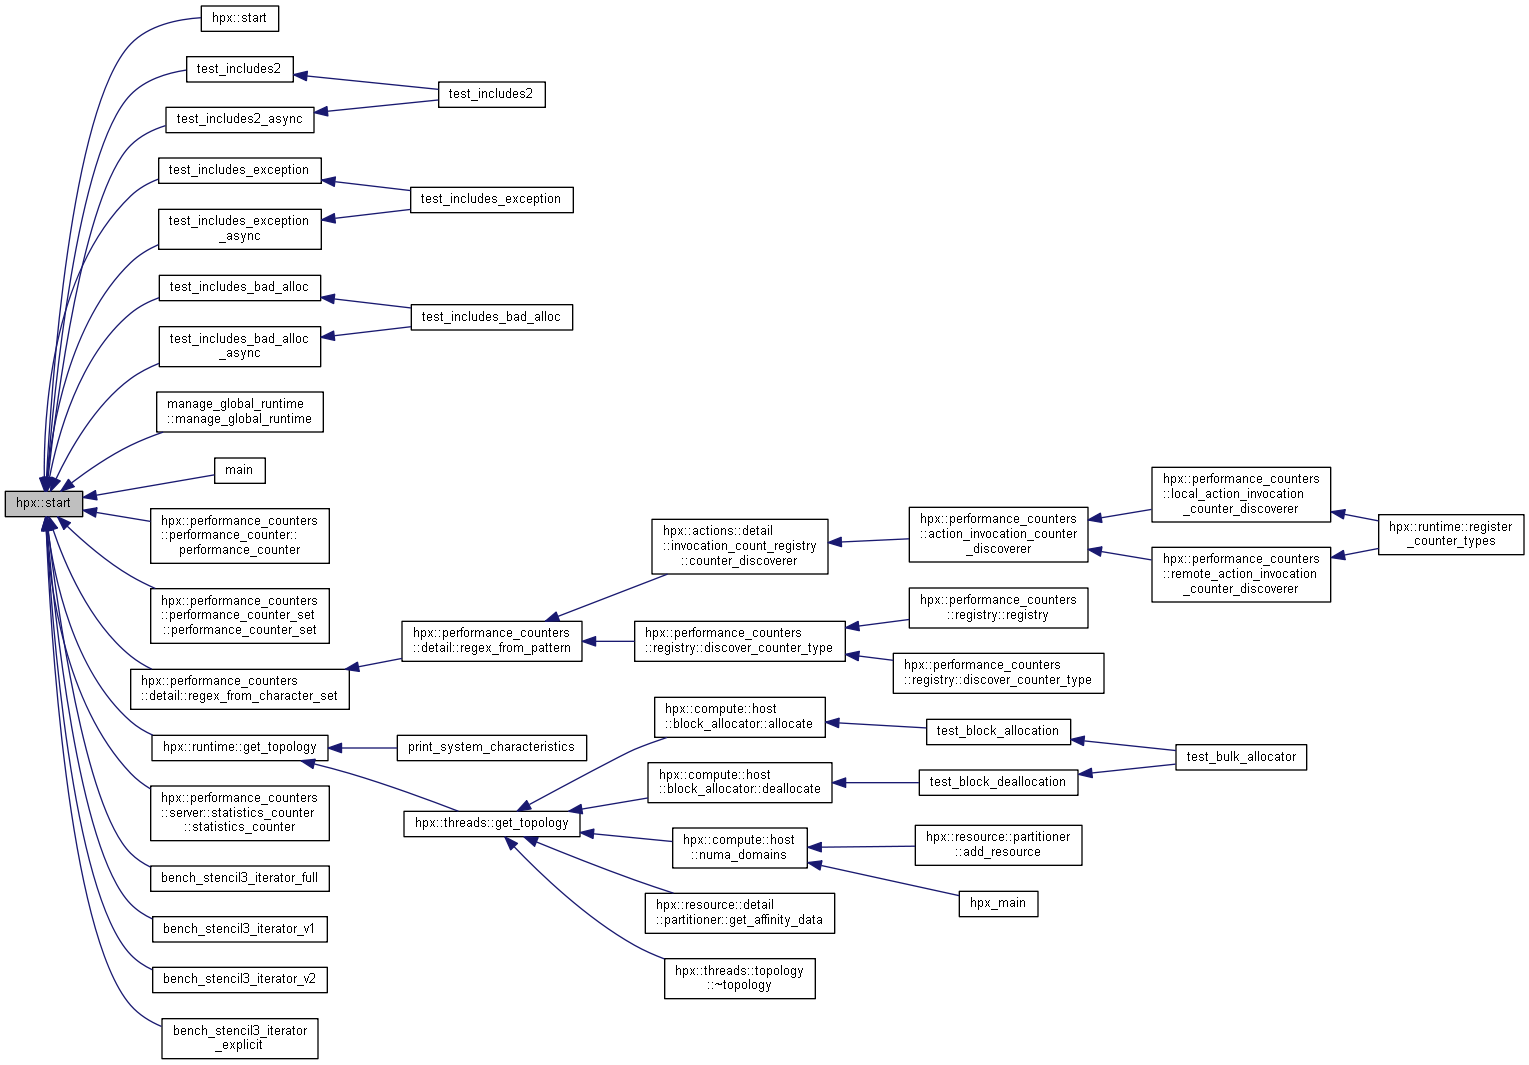 hpx::start
test_includes2
test_includes2
test_includes2_async
test_includes_exception
test_includes_exception
test_includes_exception
_async
test_includes_bad_alloc
test_includes_bad_alloc
test_includes_bad_alloc
_async
manage_global_runtime
::manage_global_runtime
main
hpx::start
hpx::performance_counters
::performance_counter::
performance_counter
hpx::performance_counters
::performance_counter_set
::performance_counter_set
hpx::performance_counters
::detail::regex_from_character_set
hpx::performance_counters
::detail::regex_from_pattern
hpx::actions::detail
::invocation_count_registry
::counter_discoverer
hpx::performance_counters
::action_invocation_counter
_discoverer
hpx::performance_counters
::local_action_invocation
_counter_discoverer
hpx::performance_counters
::remote_action_invocation
_counter_discoverer
hpx::runtime::register
_counter_types
hpx::performance_counters
::registry::discover_counter_type
hpx::performance_counters
::registry::registry
hpx::performance_counters
::registry::discover_counter_type
hpx::runtime::get_topology
print_system_characteristics
hpx::threads::get_topology
hpx::compute::host
::block_allocator::allocate
test_block_allocation
test_bulk_allocator
hpx::compute::host
::block_allocator::deallocate
test_block_deallocation
hpx::compute::host
::numa_domains
hpx::resource::partitioner
::add_resource
hpx_main
hpx::resource::detail
::partitioner::get_affinity_data
hpx::threads::topology
::~topology
hpx::performance_counters
::server::statistics_counter
::statistics_counter
bench_stencil3_iterator_full
bench_stencil3_iterator_v1
bench_stencil3_iterator_v2
bench_stencil3_iterator
_explicit